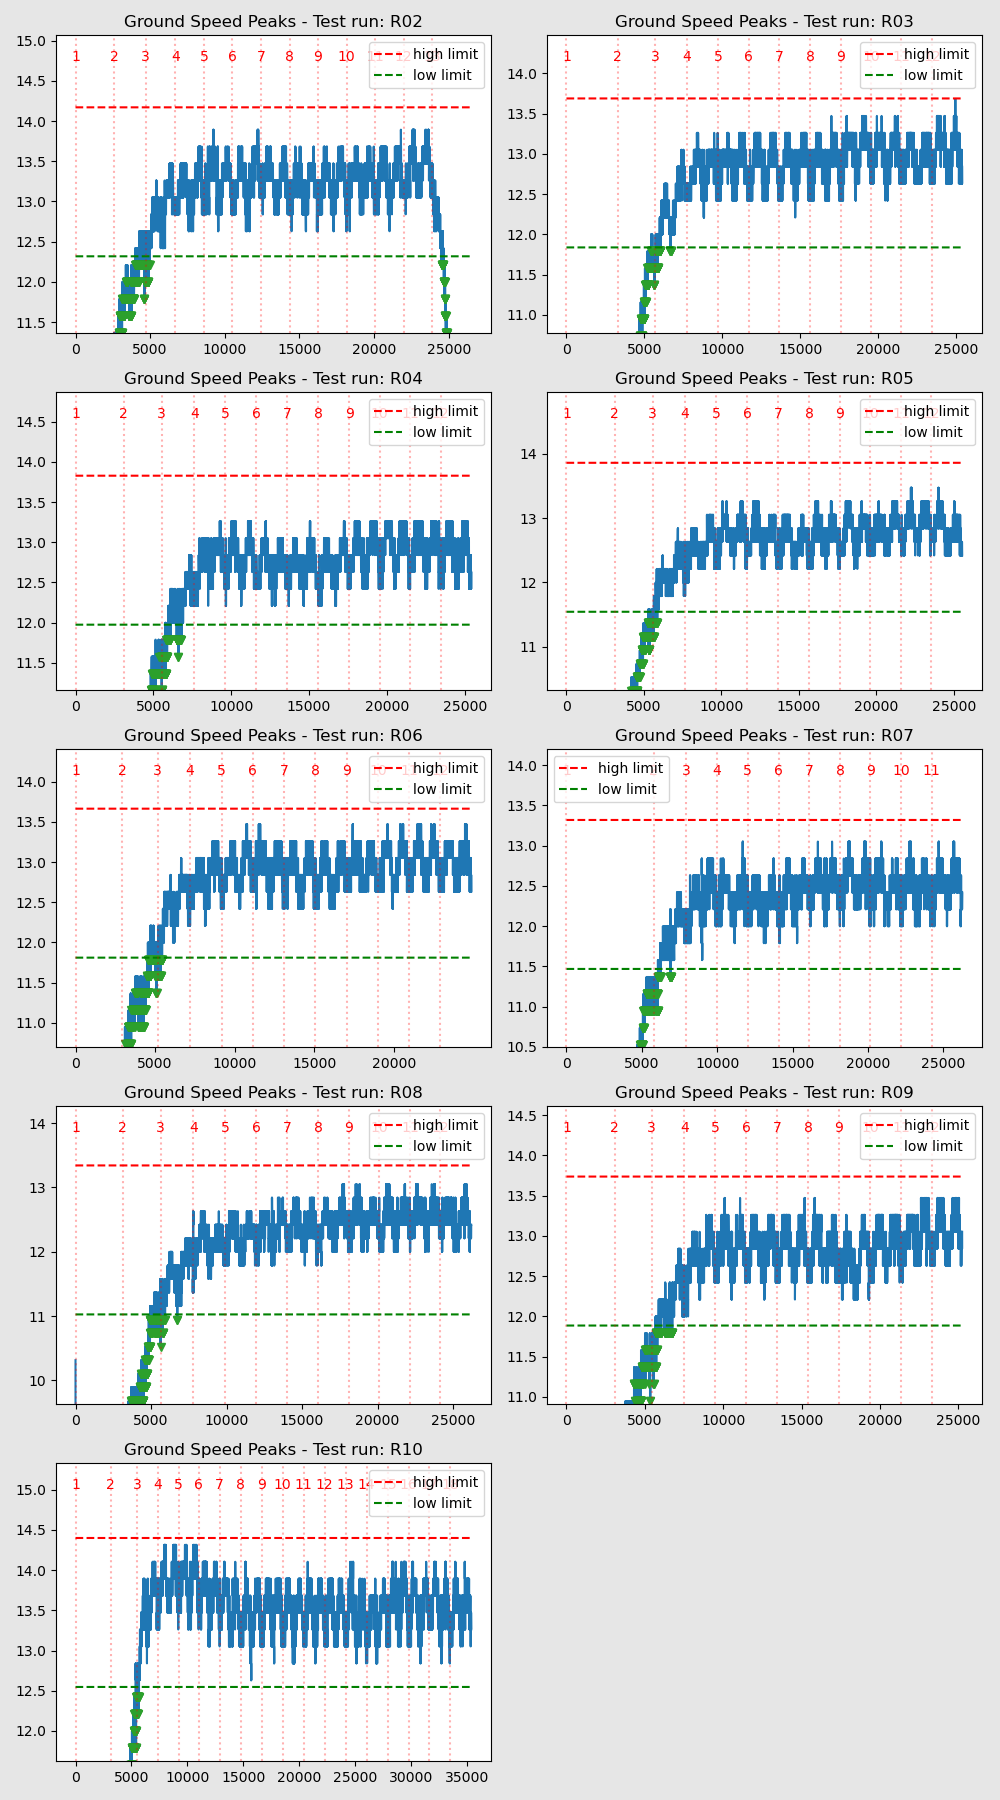 Ground Speed Peaks - Test run: R02
15.0
14.5
14.0
13.5
13.0
12.5
12.0
11.5
1 2 3 4 5 6 7 8 9 10
high limit
low limit
0 5000 10000 15000 20000 25000
Ground Speed Peaks - Test run: R03
14.0
13.5
13.0
12.5
12.0
11.5
11.0
1 2 3 4 5 6 7 8 9
high limit
low limit
0 5000 10000 15000 20000 25000
Ground Speed Peaks - Test run: R04
14.5
14.0
13.5
13.0
12.5
12.0
11.5
1 2 3 4 5 6 7 8 9
high limit
low limit
0 5000 10000 15000 20000 25000
Ground Speed Peaks - Test run: R05
14
13
12
11
1 2 3 4 5 6 7 8 9
high limit
low limit
0 5000 10000 15000 20000 25000
Ground Speed Peaks - Test run: R06
14.0
13.5
13.0
12.5
12.0
11.5
11.0
1 2 3 4 5 6 7 8 9
high limit
low limit
0 5000 10000 15000 20000
Ground Speed Peaks - Test run: R07
14.0
13.5
13.0
12.5
12.0
11.5
11.0
10.5
high limit
low limit
3 4 5 6 7 8 9 10 11
0 5000 10000 15000 20000 25000
Ground Speed Peaks - Test run: R08
14
13
12
11
10
1 2 3 4 5 6 7 8 9
high limit
low limit
0 5000 10000 15000 20000 25000
Ground Speed Peaks - Test run: R09
14.5
14.0
13.5
13.0
12.5
12.0
11.5
11.0
1 2 3 4 5 6 7 8 9
high limit
low limit
0 5000 10000 15000 20000 25000
Ground Speed Peaks - Test run: R10
15.0
14.5
14.0
13.5
13.0
12.5
12.0
1 2 3 4 5 6 7 8 9 10 11 12 13 14
high limit
low limit
0 5000 10000 15000 20000 25000 30000 35000